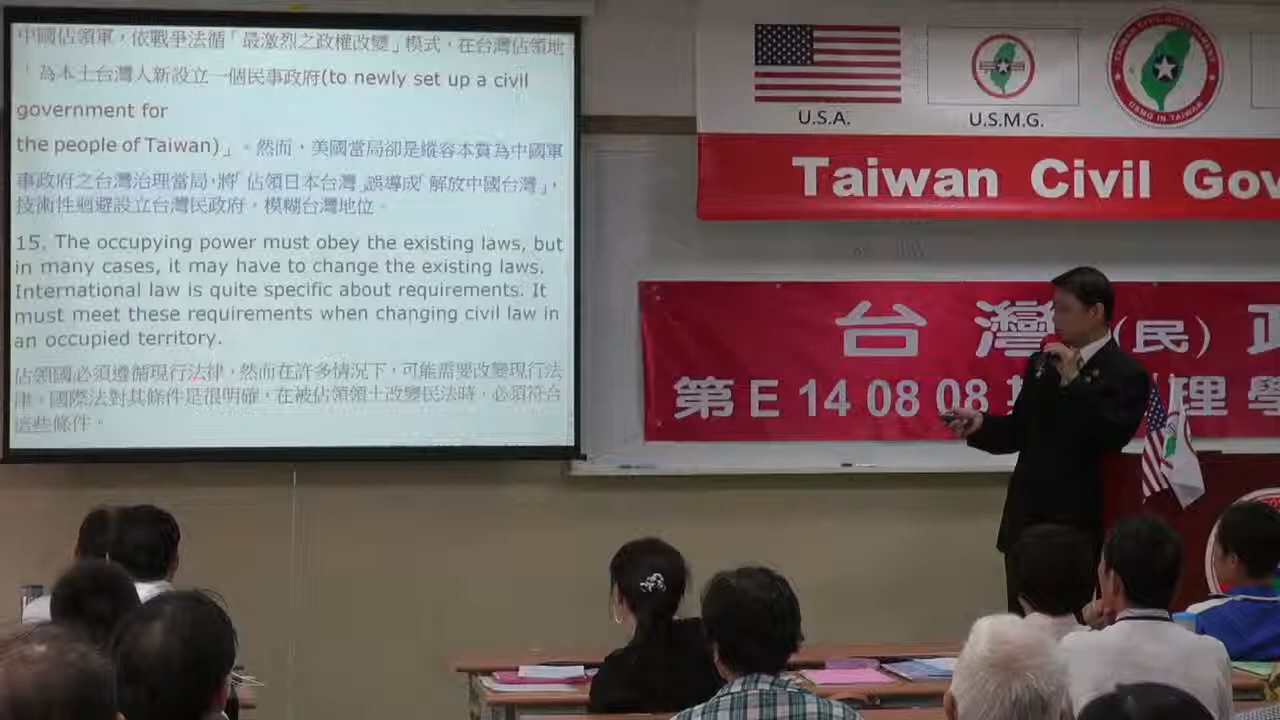 中國佔領軍，依戰爭法循「最激烈之政權改變」模式，在台灣佔領地
「為本土台灣人新設立一個民事政府(to newly set up a civil
government for
the people of Taiwan)」。然而，美國當局卻是縱容本質為中國軍
事政府之台灣治理當局，將「佔領日本台灣」誤導成「解放中國台灣」，
技術性迴避設立台灣民政府，模糊台灣地位。
15. The occupying power must obey the existing laws, but
in many cases, it may have to change the existing laws.
International law is quite specific about requirements. It
must meet these requirements when changing civil law in
an occupied territory.
佔領國必須遵循現行法律，然而在許多情況下，可能需要改變現行法
律。國際法對其條件是很明確，在被佔領領土改變民法時，必須符合
這些條件。
U.S.A.
U.S.M.G.
TAIWAN CIVIL GOVERNMENT
USMG IN TAIWAN
Taiwan Civil Gov
台灣(民)政
第E 14 08 08 理學